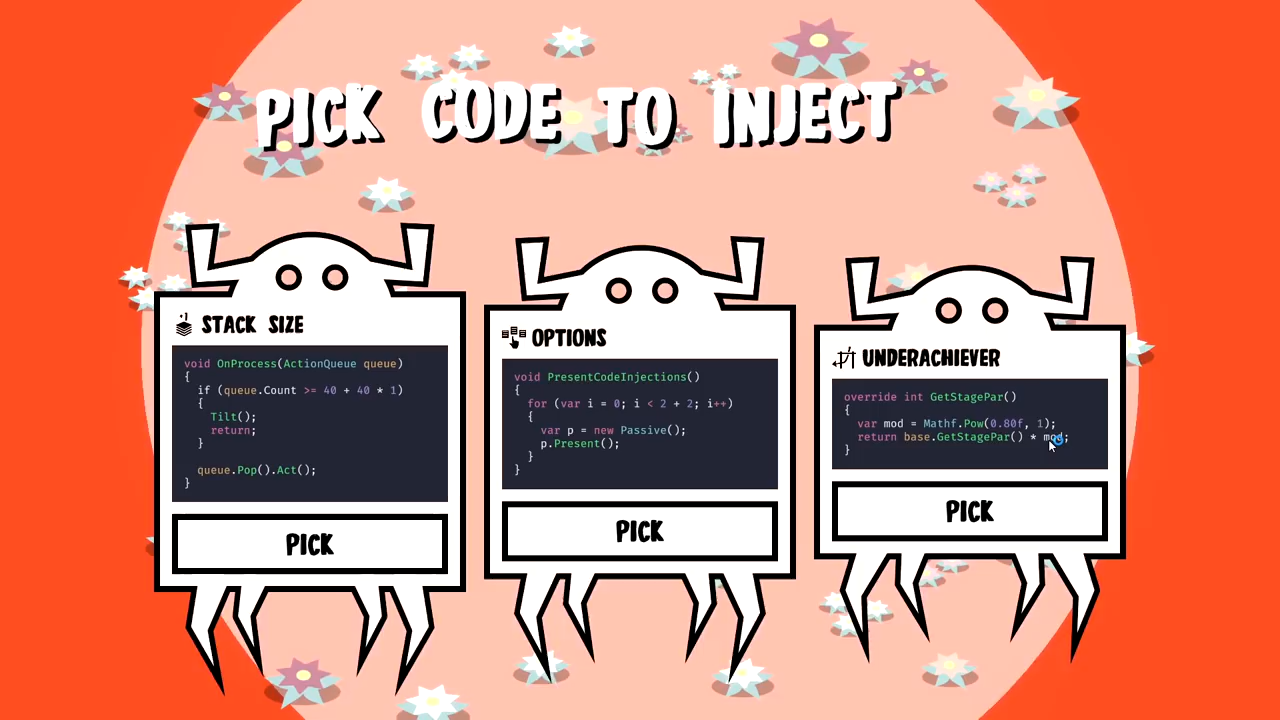 PICK CODE TO INJECT
STACK SIZE
void OnProcess(ActionQueue queue)
{
if (queue.Count >= 40 + 40 * 1)
{
Tilt();
return;
}
queue.Pop().Act();
}
PICK
OPTIONS
void PresentCodeInjections()
{
for (var i = 0; i < 2 + 2; i++)
{
var p = new Passive();
p.Present();
}
}
PICK
UNDERACHIEVER
override int GetStagePar()
{
var mod = Mathf.Pow(0.80f, 1);
return base.GetStagePar() * mod;
}
PICK